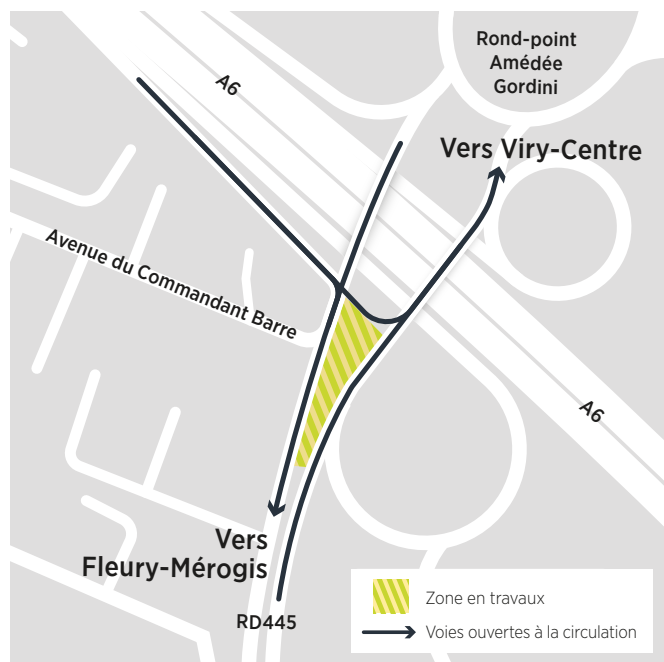 Rond-point
Amédée
Gordini
A6
Vers Viry-Centre
Avenue du Commandant Barre
A6
Vers
Fleury-Mérogis
RD445
Zone en travaux
Voies ouvertes à la circulation